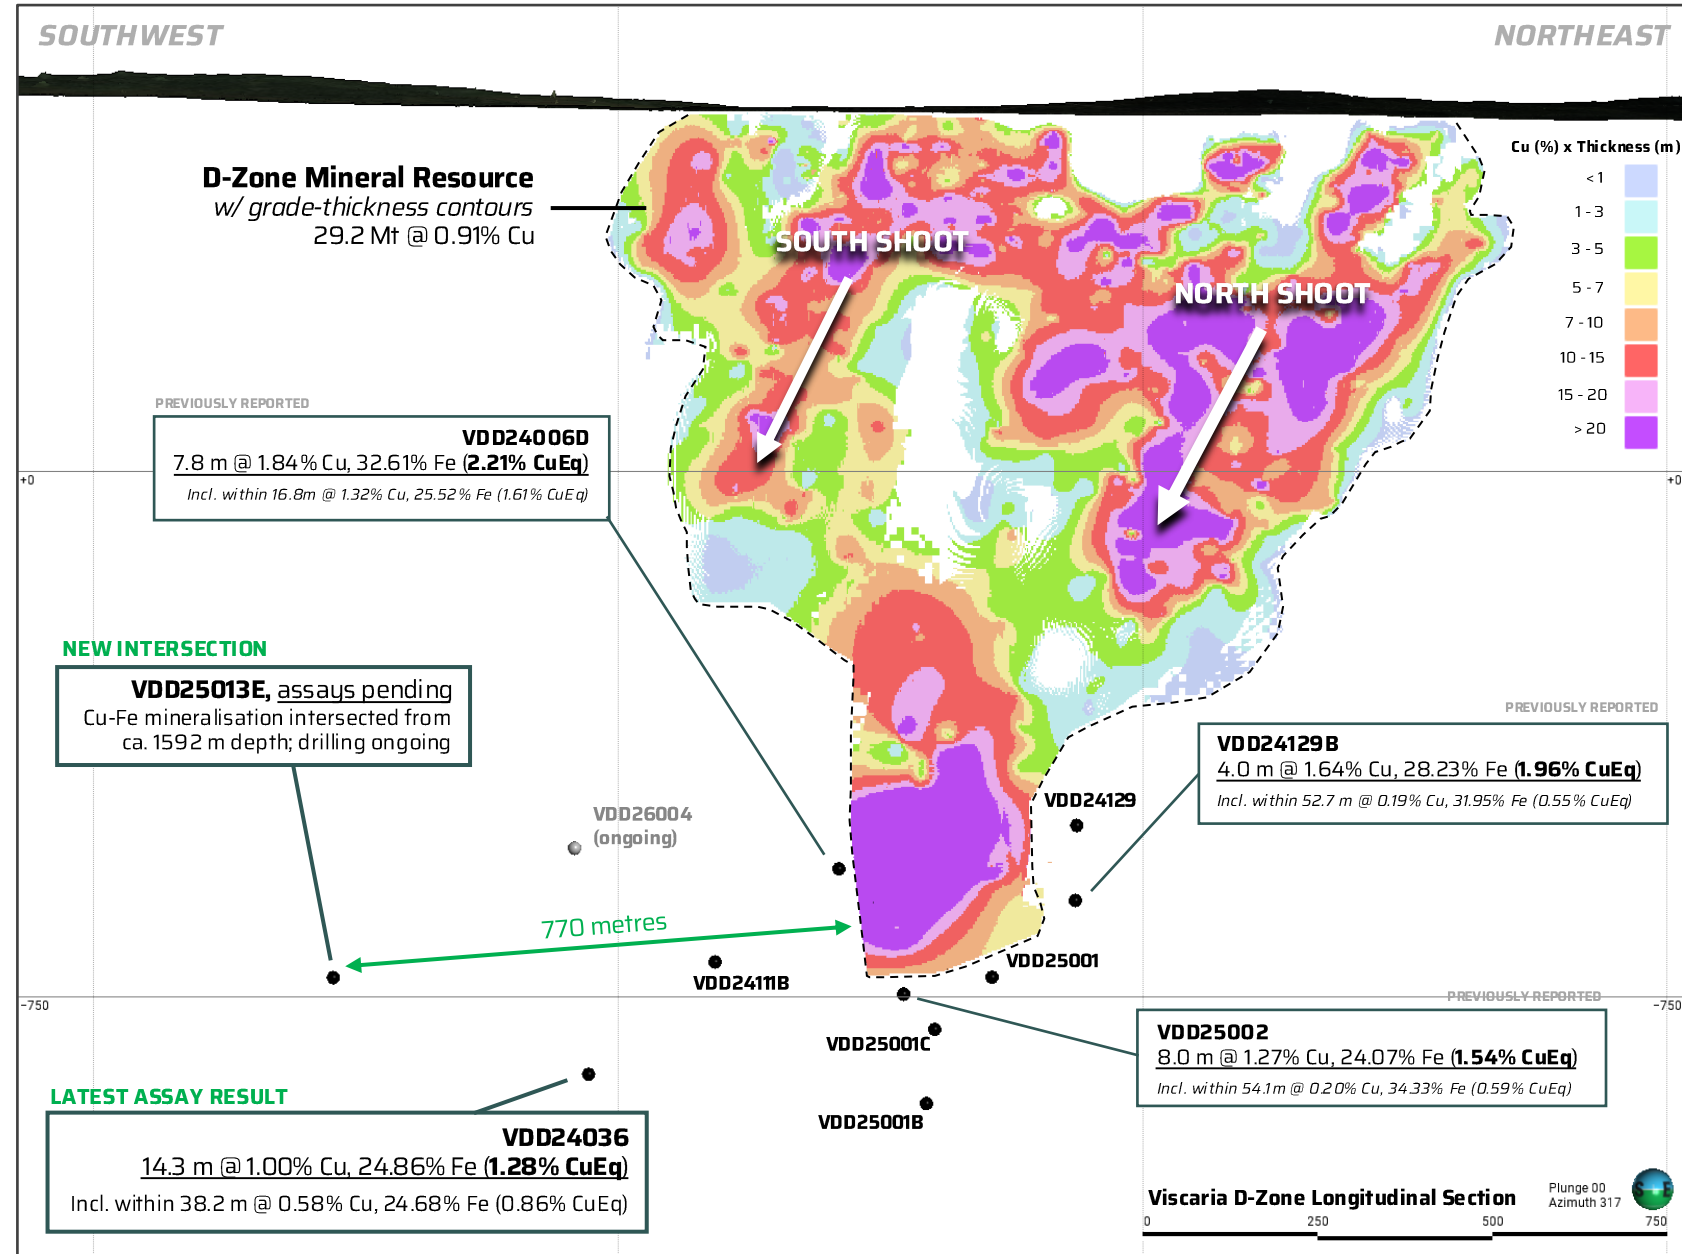 SOUTHWEST
NORTHEAST
Cu (%) x Thickness (m)
< 1
1 - 3
3 - 5
5 - 7
7 - 10
10 - 15
15 - 20
> 20
D-Zone Mineral Resource
w/ grade-thickness contours
29.2 Mt @ 0.91% Cu
SOUTH SHOOT
NORTH SHOOT
PREVIOUSLY REPORTED
VDD24006D
7.8 m @ 1.84% Cu, 32.61% Fe (2.21% CuEq)
Incl. within 16.8m @ 1.32% Cu, 25.52% Fe (1.61% CuEq)
+0
+0
NEW INTERSECTION
VDD25013E, assays pending
Cu-Fe mineralisation intersected from
ca. 1592 m depth; drilling ongoing
PREVIOUSLY REPORTED
VDD24129B
4.0 m @ 1.64% Cu, 28.23% Fe (1.96% CuEq)
Incl. within 52.7 m @ 0.19% Cu, 31.95% Fe (0.55% CuEq)
VDD24129
VDD26004
(ongoing)
770 metres
VDD24111B
VDD25001
-750
-750
PREVIOUSLY REPORTED
VDD25002
8.0 m @ 1.27% Cu, 24.07% Fe (1.54% CuEq)
Incl. within 54.1m @ 0.20% Cu, 34.33% Fe (0.59% CuEq)
VDD25001C
VDD25001B
LATEST ASSAY RESULT
VDD24036
14.3 m @ 1.00% Cu, 24.86% Fe (1.28% CuEq)
Incl. within 38.2 m @ 0.58% Cu, 24.68% Fe (0.86% CuEq)
Viscaria D-Zone Longitudinal Section
Plunge 00
Azimuth 317
S E
0 250 500 750